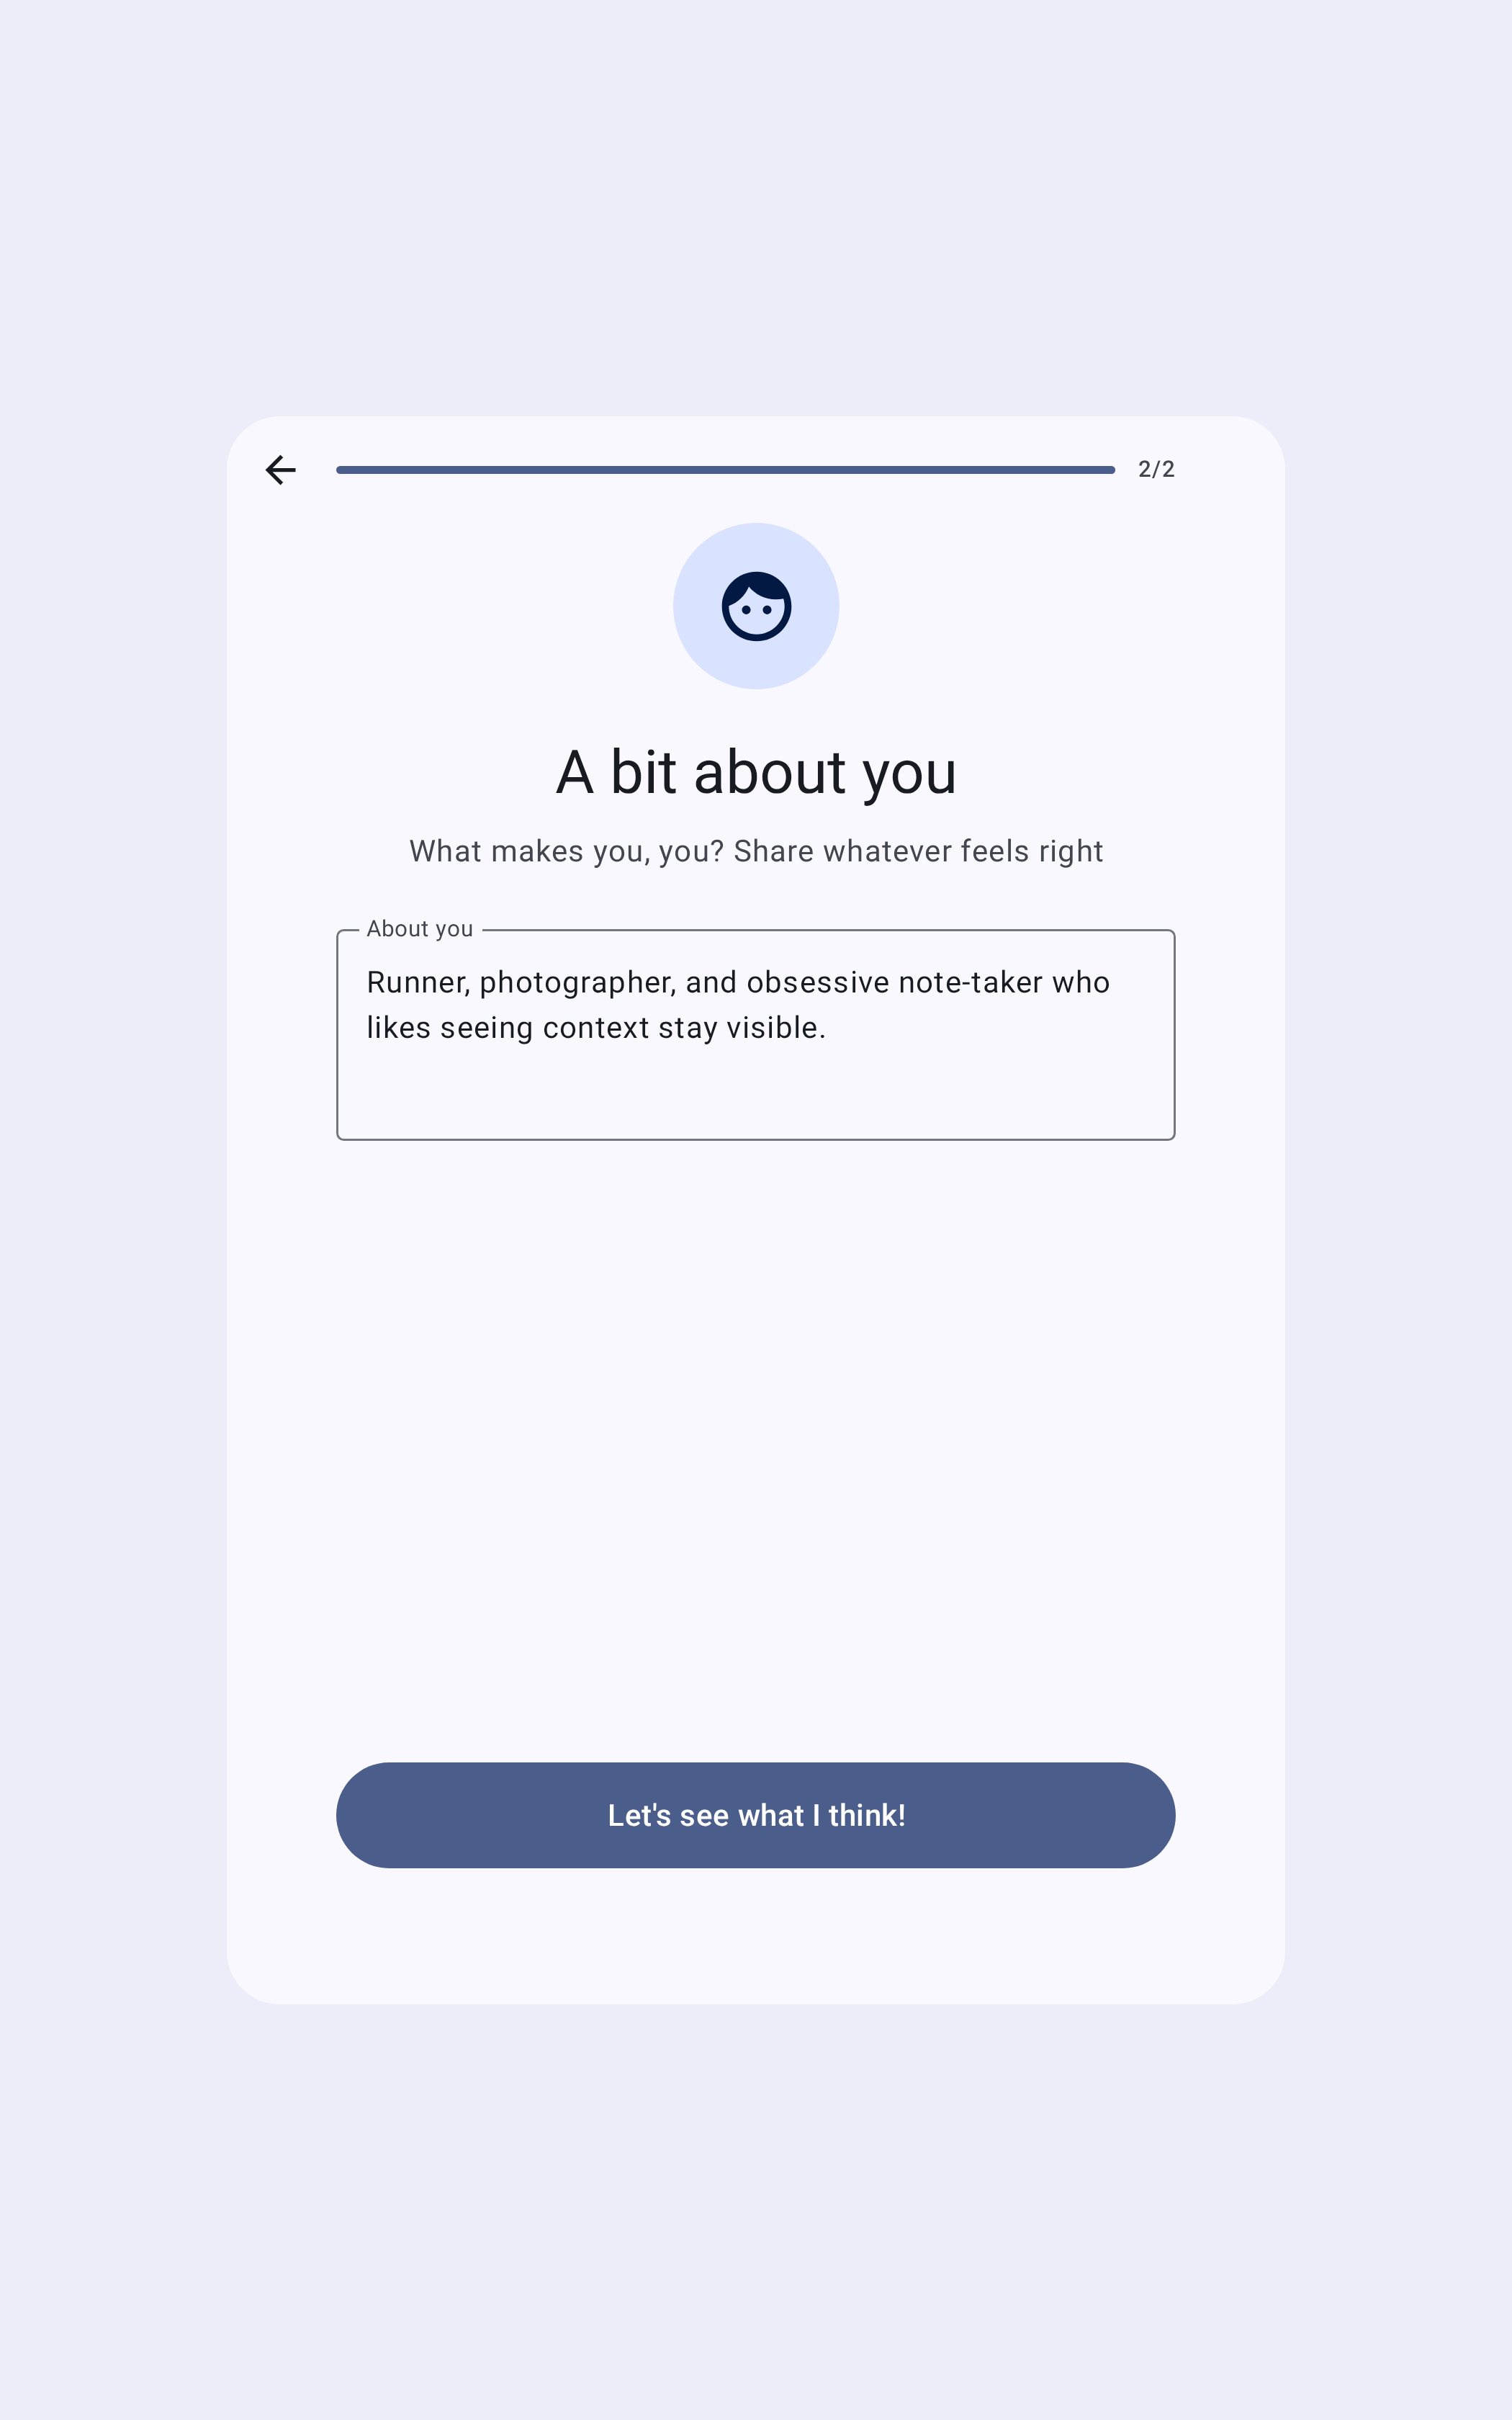 2/2
A bit about you
What makes you, you? Share whatever feels right
About you
Runner, photographer, and obsessive note-taker who
likes seeing context stay visible.
Let's see what I think!